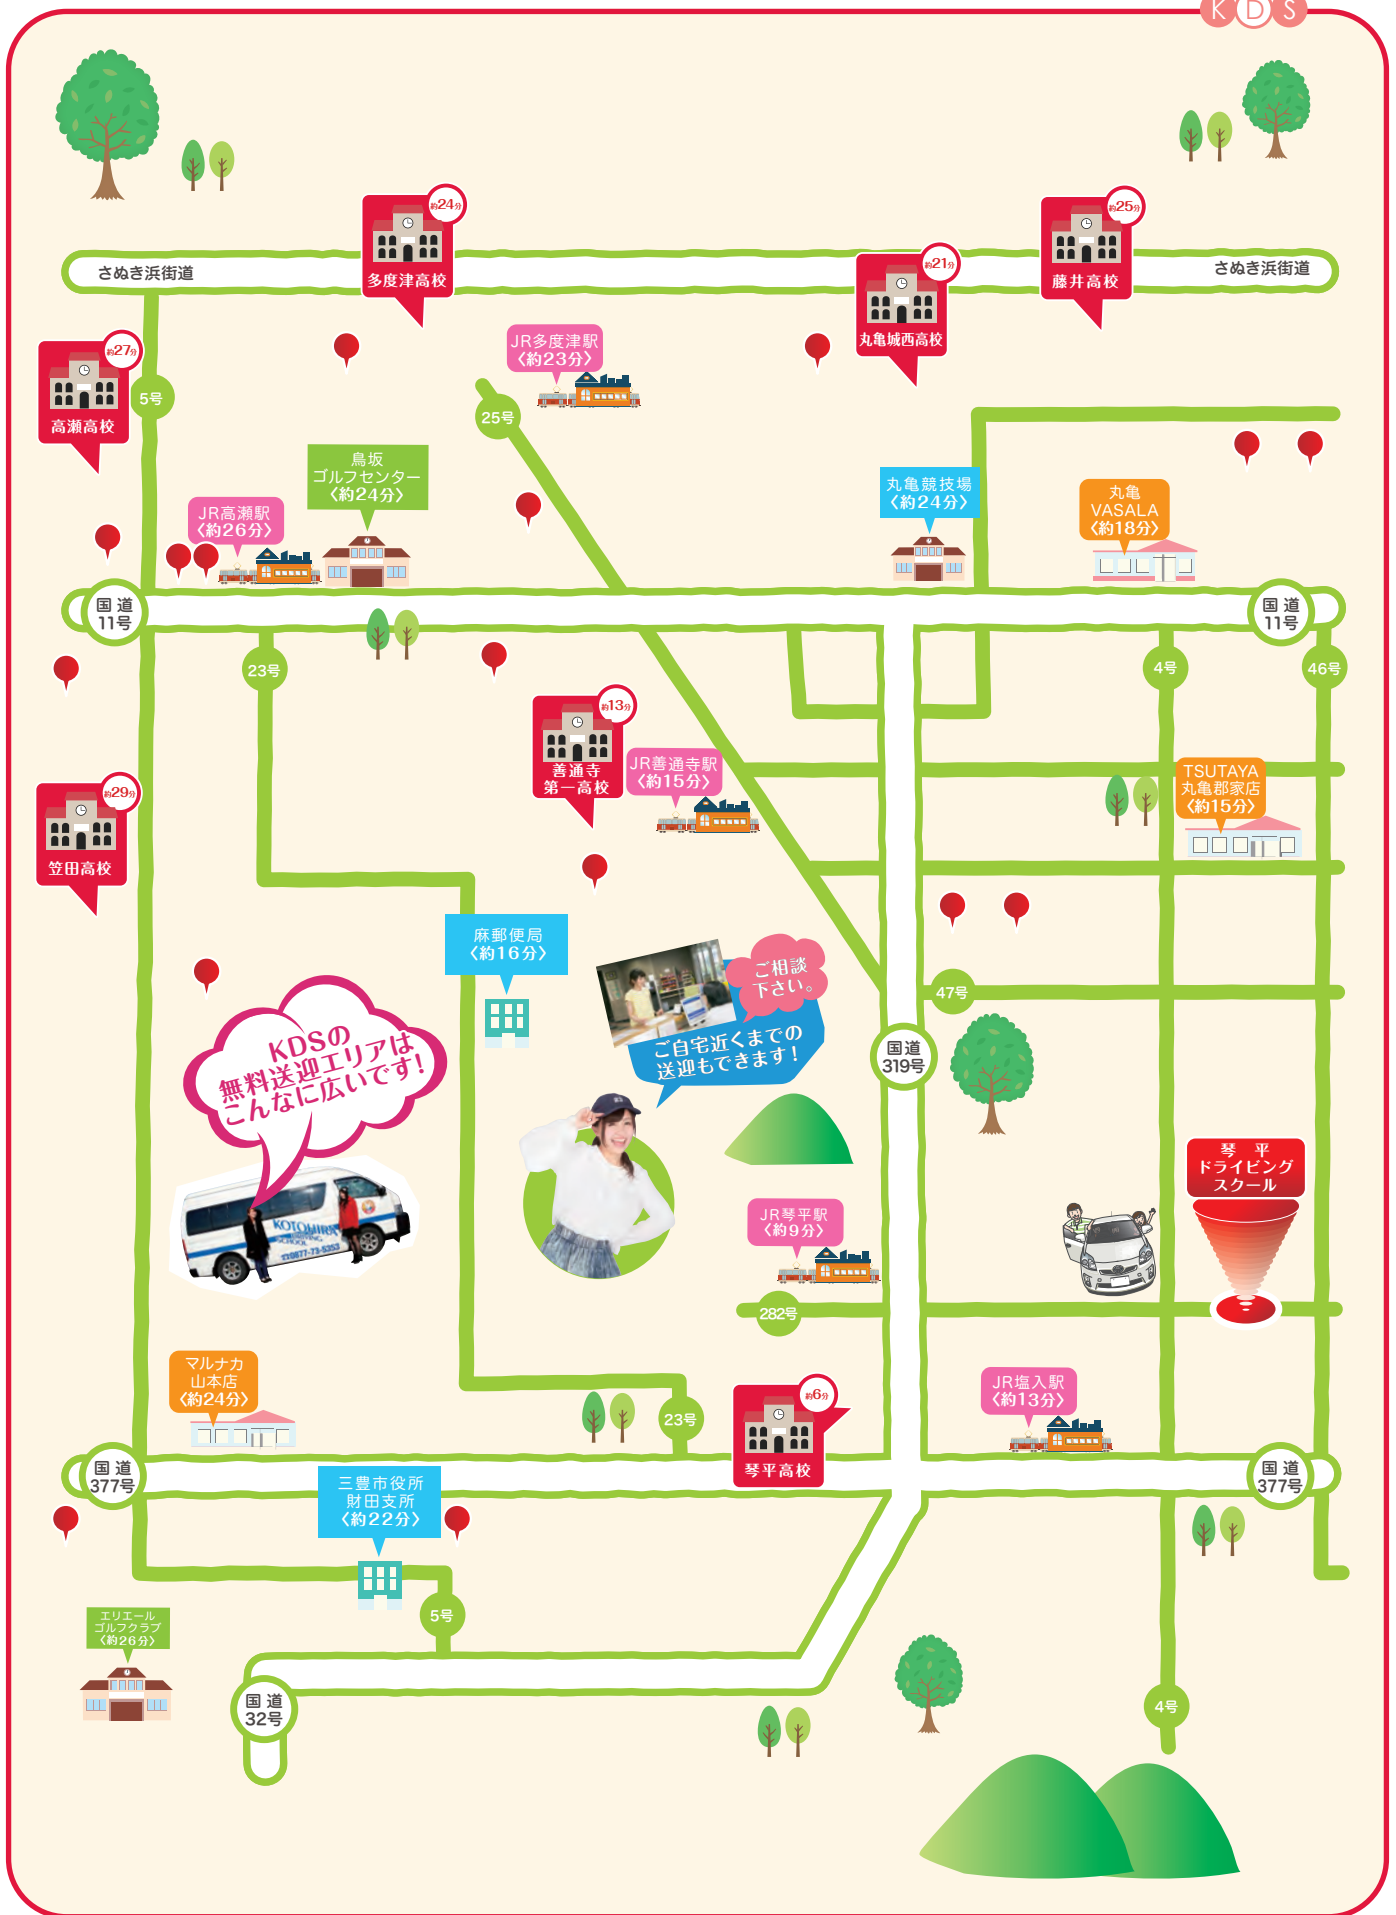 KDS
約24分
多度津高校
約25分
藤井高校
さぬき浜街道
さぬき浜街道
約21分
丸亀城西高校
約27分
高瀬高校
5号
JR多度津駅
〈約23分〉
25号
鳥坂
ゴルフセンター
〈約24分〉
JR高瀬駅
〈約26分〉
丸亀競技場
〈約24分〉
丸亀
VASALA
〈約18分〉
国道
11号
国道
11号
23号
4号
46号
約13分
善通寺
第一高校
JR善通寺駅
〈約15分〉
TSUTAYA
丸亀郡家店
〈約15分〉
約29分
笠田高校
麻郵便局
〈約16分〉
ご相談
下さい。
ご自宅近くまでの
送迎もできます!
47号
KDSの
無料送迎エリアは
こんなに広いです!
国道
319号
KOTOHIRA
DRIVING
SCHOOL
☎0877-73-5353
琴平
ドライビング
スクール
JR琴平駅
〈約9分〉
282号
マルナカ
山本店
〈約24分〉
23号
約6分
琴平高校
JR塩入駅
〈約13分〉
国道
377号
国道
377号
三豊市役所
財田支所
〈約22分〉
5号
エリエール
ゴルフクラブ
〈約26分〉
国道
32号
4号